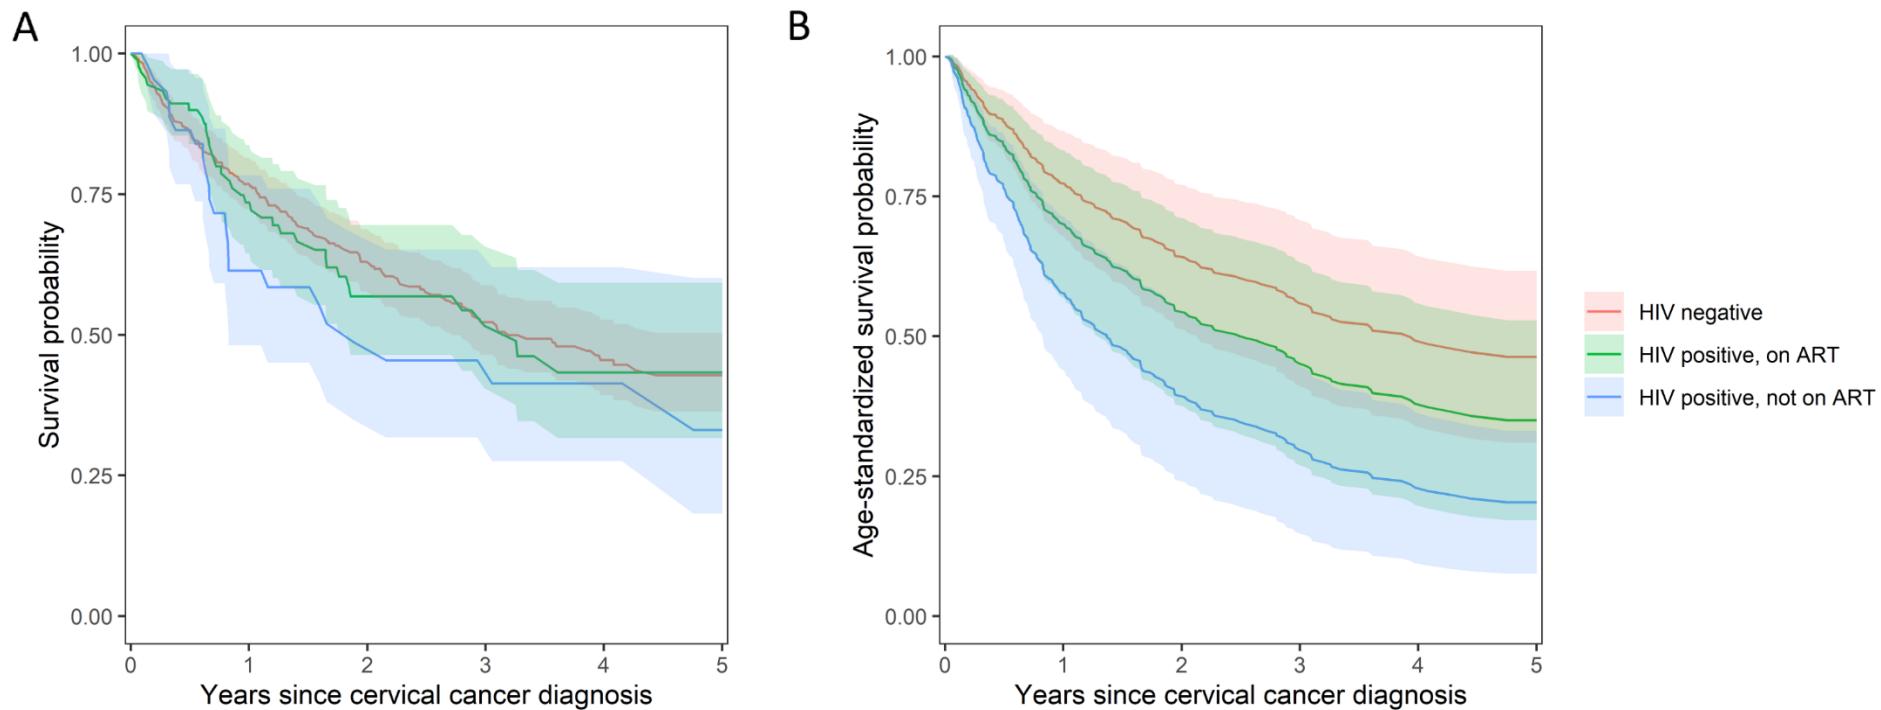 A
Survival probability
1.00
0.75
0.50
0.25
0.00
0 1 2 3 4 5
Years since cervical cancer diagnosis
B
Age-standardized survival probability
1.00
0.75
0.50
0.25
0.00
0 1 2 3 4 5
Years since cervical cancer diagnosis
HIV negative
HIV positive, on ART
HIV positive, not on ART